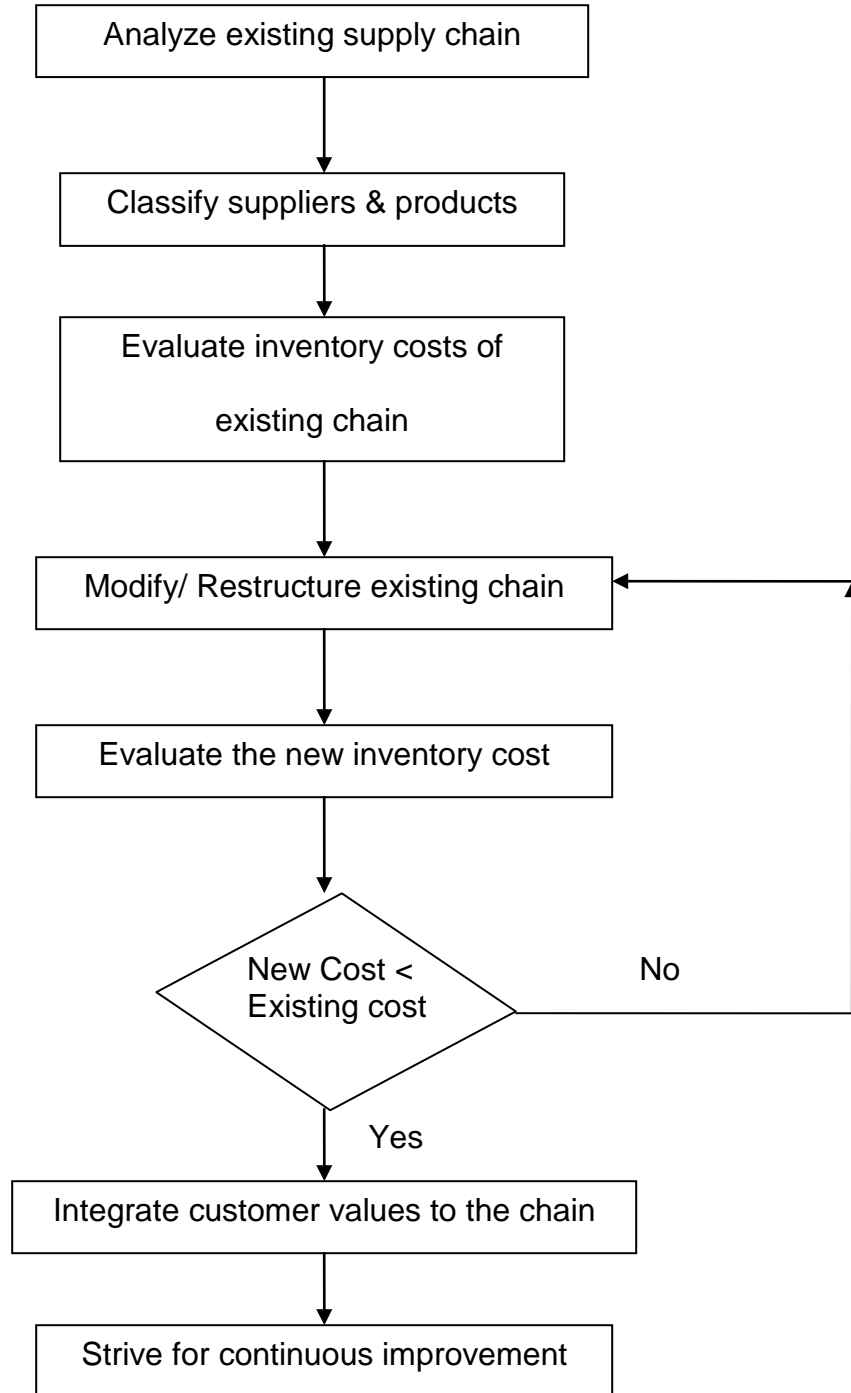 Analyze existing supply chain
Classify suppliers & products
Evaluate inventory costs of
existing chain
Modify/ Restructure existing chain
Evaluate the new inventory cost
New Cost <
Existing cost
No
Yes
Integrate customer values to the chain
Strive for continuous improvement